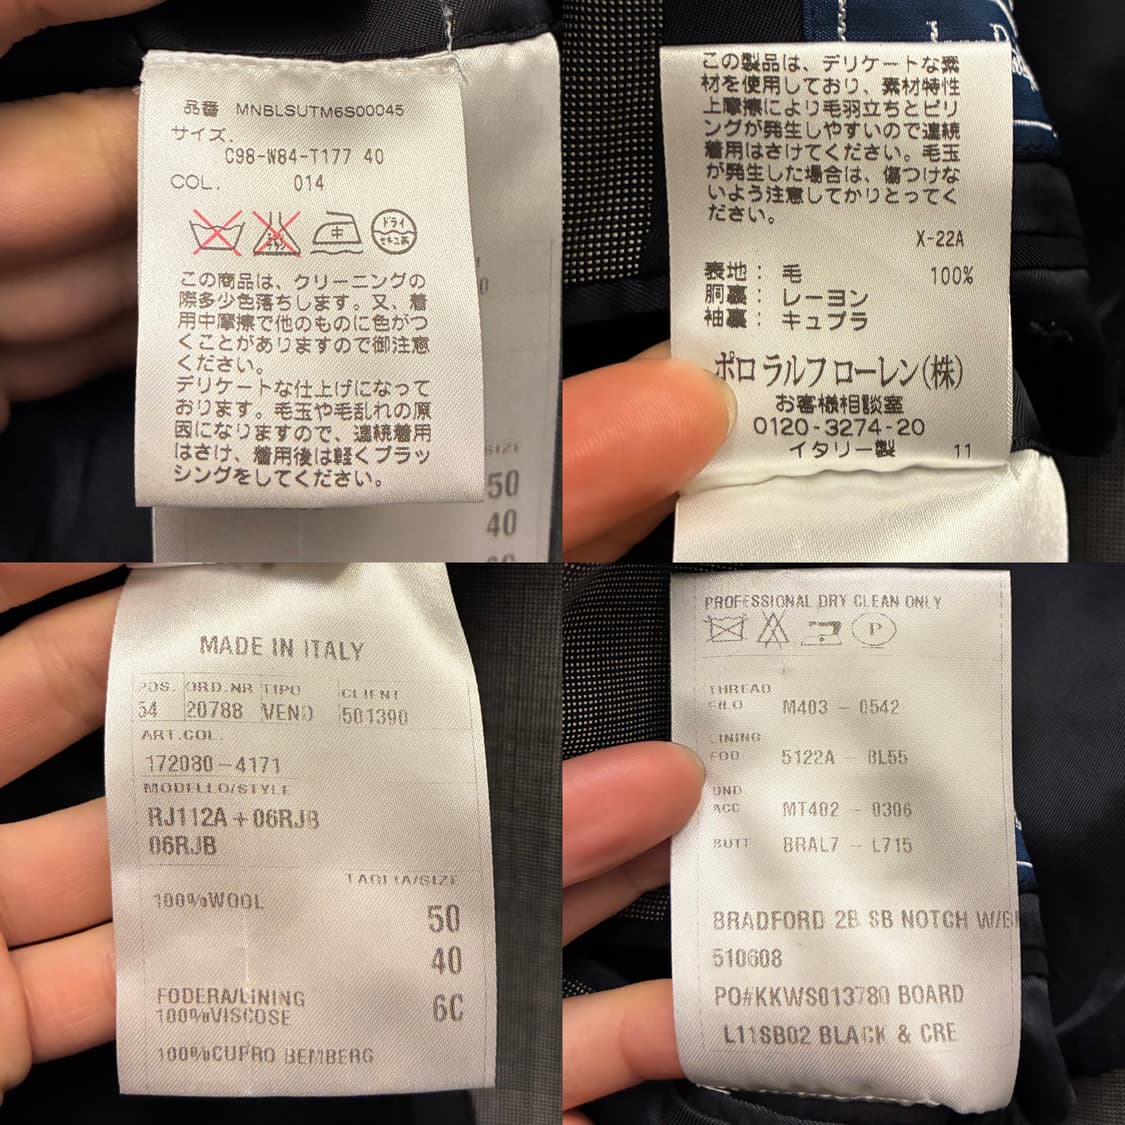 品番 MNBLSUTM6S00045
サイズ.
C98-W84-T177 40
COL. 014
ドライ
セキユ系
この商品は、クリーニングの
際多少色落ちします。又、着
用中摩擦で他のものに色がつ
くことがありますので御注意
ください。
デリケートな仕上げになって
おります。毛玉や毛乱れの原
因になりますので、連続着用
はさけ、着用後は軽くブラッ
シングをしてください。
SIZE
50
40
この製品は、デリケートな素
材を使用しており、素材特性
上摩擦により毛羽立ちとピリ
ングが発生しやすいので連続
着用はさけてください。毛玉
が発生した場合は、傷つけな
いよう注意してかりとってく
ださい。
X-22A
表地: 毛 100%
胴裏: レーヨン
袖裏: キュプラ
ポロ ラルフ ローレン(株)
お客様相談室
0120-3274-20
イタリー製 11
MADE IN ITALY
POS. ORD.NR TIPO CLIENT
54 20788 VEND 501390
ART.COL.
172080-4171
MODELLO/STYLE
RJ112A+06RJB
06RJB
TAGLIA/SIZE
100%WOOL
50
40
FODERA/LINING 6C
100%VISCOSE
100%CUPRO BEMBERG
PROFESSIONAL DRY CLEAN ONLY
P
THREAD
FILO M403 - 0542
LINING
FOD 5122A - BL55
UND
ACC MT402 - 0306
BUTT BRAL7 - L715
BRADFORD 2B SB NOTCH W/B
510608
PO#KKWS013780 BOARD
L11SB02 BLACK & CRE